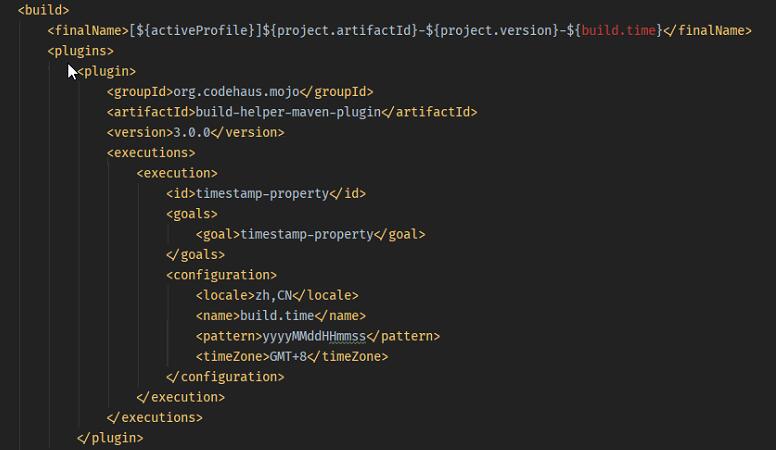 <build>
<finalName>[${activeProfile}]${project.artifactId}-${project.version}-${build.time}</finalName>
<plugins>
<plugin>
<groupId>org.codehaus.mojo</groupId>
<artifactId>build-helper-maven-plugin</artifactId>
<version>3.0.0</version>
<executions>
<execution>
<id>timestamp-property</id>
<goals>
<goal>timestamp-property</goal>
</goals>
<configuration>
<locale>zh,CN</locale>
<name>build.time</name>
<pattern>yyyyMMddHHmmss</pattern>
<timeZone>GMT+8</timeZone>
</configuration>
</execution>
</executions>
</plugin>